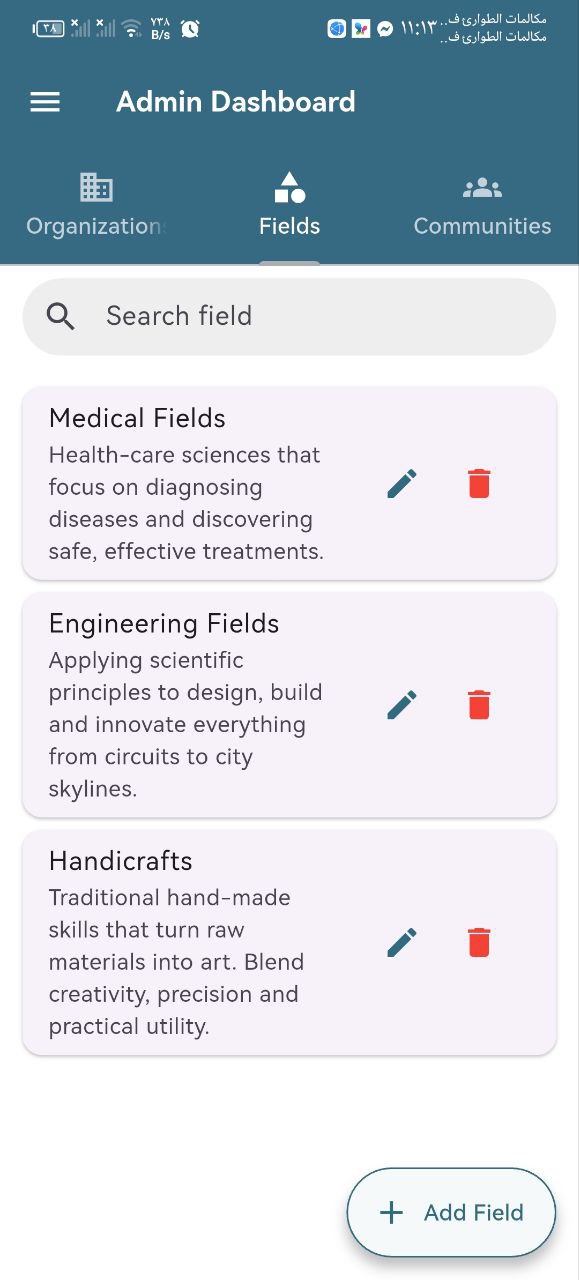 ٣٨
٧٣٨
B/s
١١:١٣
مكالمات الطوارئ ف..
مكالمات الطوارئ ف..
Admin Dashboard
Organization
Fields
Communities
Search field
Medical Fields
Health-care sciences that
focus on diagnosing
diseases and discovering
safe, effective treatments.
Engineering Fields
Applying scientific
principles to design, build
and innovate everything
from circuits to city
skylines.
Handicrafts
Traditional hand-made
skills that turn raw
materials into art. Blend
creativity, precision and
practical utility.
Add Field